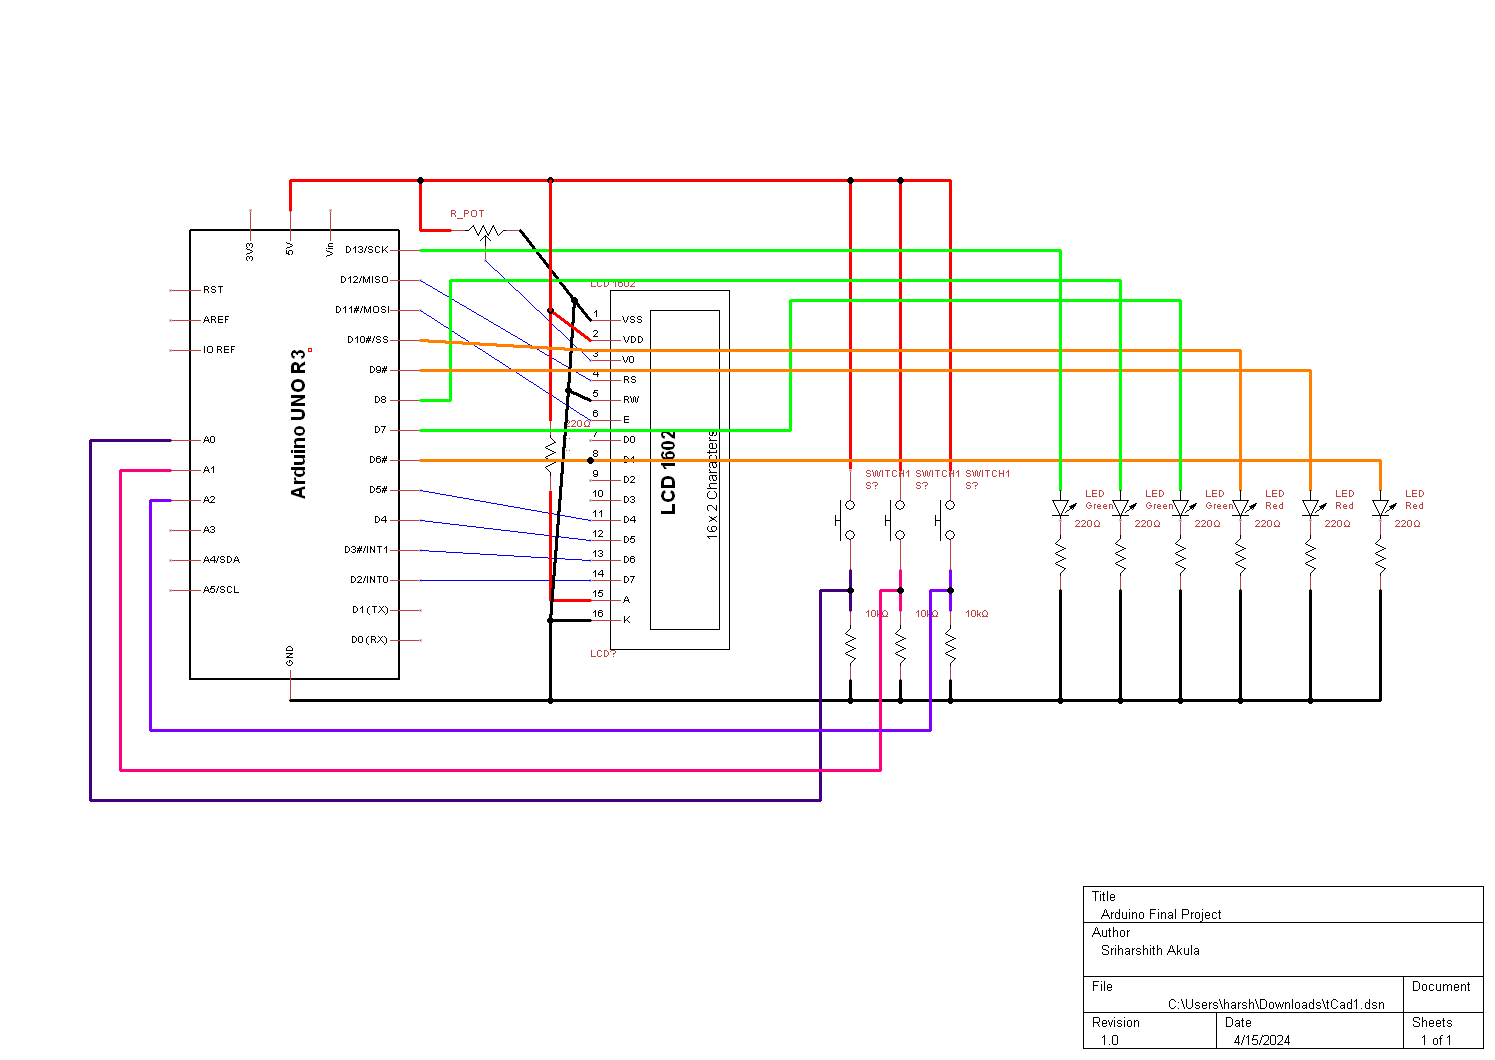 R_POT
3V3
5V
Vin
D13/SCK
D12/MISO
D11#/MOSI
D10#/SS
D9#
D8
D7
D6#
D5#
D4
D3#/INT1
D2/INT0
D1(TX)
D0(RX)
RST
AREF
IO REF
A0
A1
A2
A3
A4/SDA
A5/SCL
GND
Arduino UNO R3
LCD 1602
1 VSS
2 VDD
3 V0
4 RS
5 RW
6 E
7 D0
8 D1
9 D2
10 D3
11 D4
12 D5
13 D6
14 D7
15 A
16 K
LCD 1602
16 x 2 Characters
LCD?
220Ω
SWITCH1 SWITCH1 SWITCH1
S? S? S?
10kΩ 10kΩ 10kΩ
LED LED LED LED LED LED
Green Green Green Red Red Red
220Ω 220Ω 220Ω 220Ω 220Ω 220Ω
Title
Arduino Final Project
Author
Sriharshith Akula
File Document
C:\Users\harsh\Downloads\tCad1.dsn
Revision Date Sheets
1.0 4/15/2024 1 of 1